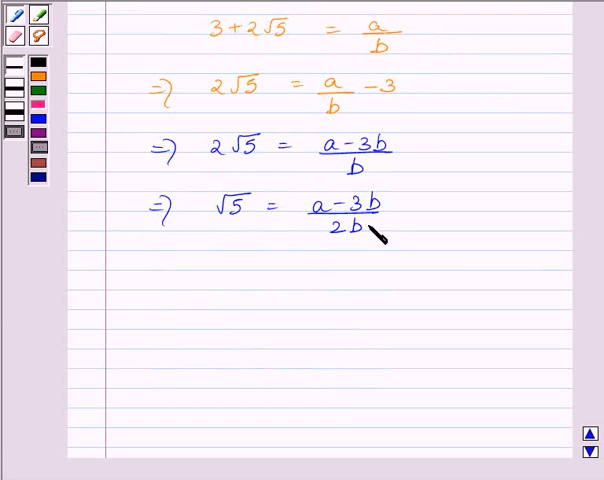 3 + 2√5 = a/b
⇒ 2√5 = a/b - 3
⇒ 2√5 = (a - 3b)/b
⇒ √5 = (a - 3b)/2b